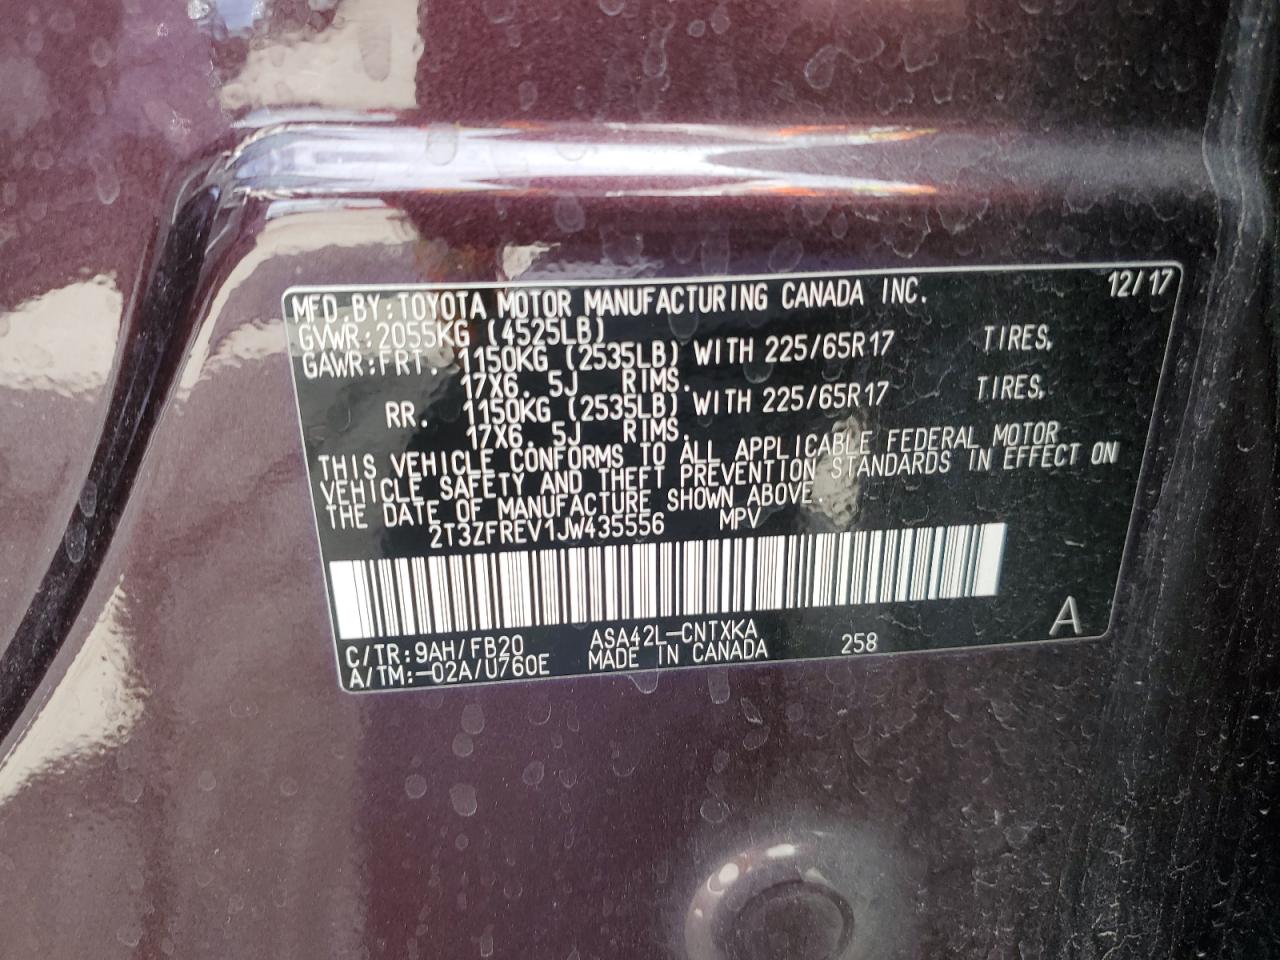 MFD.BY:TOYOTA MOTOR MANUFACTURING CANADA INC. 12/17
GVWR:2055KG (4525LB)
GAWR:FRT. 1150KG (2535LB) WITH 225/65R17 TIRES,
17X6.5J RIMS.
RR. 1150KG (2535LB) WITH 225/65R17 TIRES,
17X6.5J RIMS.
THIS VEHICLE CONFORMS TO ALL APPLICABLE FEDERAL MOTOR
VEHICLE SAFETY AND THEFT PREVENTION STANDARDS IN EFFECT ON
THE DATE OF MANUFACTURE SHOWN ABOVE.
2T3ZFREV1JW435556 MPV
C/TR:9AH/FB20 ASA42L-CNTXKA 258 A
A/TM:-02A/U760E MADE IN CANADA